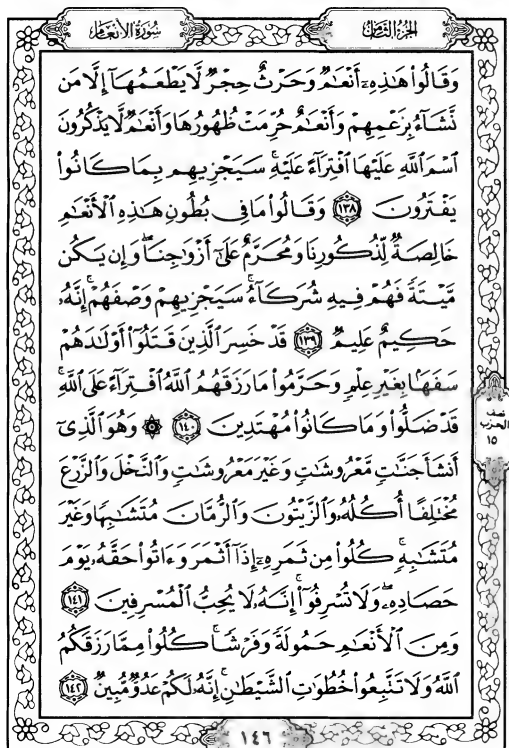 الجزء الثامن
سورة الأنعام
وَقَالُوا۟ هَٰذِهِۦٓ أَنْعَٰمٌ وَحَرْثٌ حِجْرٌ لَّا يَطْعَمُهَآ إِلَّا مَن
نَّشَآءُ بِزَعْمِهِمْ وَأَنْعَٰمٌ حُرِّمَتْ ظُهُورُهَا وَأَنْعَٰمٌ لَّا يَذْكُرُونَ
ٱسْمَ ٱللَّهِ عَلَيْهَا ٱفْتِرَآءً عَلَيْهِ ۚ سَيَجْزِيهِم بِمَا كَانُوا۟
يَفْتَرُونَ ١٣٨ وَقَالُوا۟ مَا فِى بُطُونِ هَٰذِهِ ٱلْأَنْعَٰمِ
خَالِصَةٌ لِّذُكُورِنَا وَمُحَرَّمٌ عَلَىٰٓ أَزْوَٰجِنَا ۖ وَإِن يَكُن
مَّيْتَةً فَهُمْ فِيهِ شُرَكَآءُ ۚ سَيَجْزِيهِمْ وَصْفَهُمْ ۚ إِنَّهُۥ
حَكِيمٌ عَلِيمٌ ١٣٩ قَدْ خَسِرَ ٱلَّذِينَ قَتَلُوٓا۟ أَوْلَٰدَهُمْ
سَفَهًۢا بِغَيْرِ عِلْمٍ وَحَرَّمُوا۟ مَا رَزَقَهُمُ ٱللَّهُ ٱفْتِرَآءً عَلَى ٱللَّهِ ۚ
قَدْ ضَلُّوا۟ وَمَا كَانُوا۟ مُهْتَدِينَ ١٤٠ ۞ وَهُوَ ٱلَّذِىٓ
أَنشَأَ جَنَّٰتٍ مَّعْرُوشَٰتٍ وَغَيْرَ مَعْرُوشَٰتٍ وَٱلنَّخْلَ وَٱلزَّرْعَ
مُخْتَلِفًا أُكُلُهُۥ وَٱلزَّيْتُونَ وَٱلرُّمَّانَ مُتَشَٰبِهًا وَغَيْرَ
مُتَشَٰبِهٍ ۚ كُلُوا۟ مِن ثَمَرِهِۦٓ إِذَآ أَثْمَرَ وَءَاتُوا۟ حَقَّهُۥ يَوْمَ
حَصَادِهِۦ ۖ وَلَا تُسْرِفُوٓا۟ ۚ إِنَّهُۥ لَا يُحِبُّ ٱلْمُسْرِفِينَ ١٤١
وَمِنَ ٱلْأَنْعَٰمِ حَمُولَةً وَفَرْشًا ۚ كُلُوا۟ مِمَّا رَزَقَكُمُ
ٱللَّهُ وَلَا تَتَّبِعُوا۟ خُطُوَٰتِ ٱلشَّيْطَٰنِ ۚ إِنَّهُۥ لَكُمْ عَدُوٌّ مُّبِينٌ ١٤٢
نصف
الحزب
١٥
١٤٦